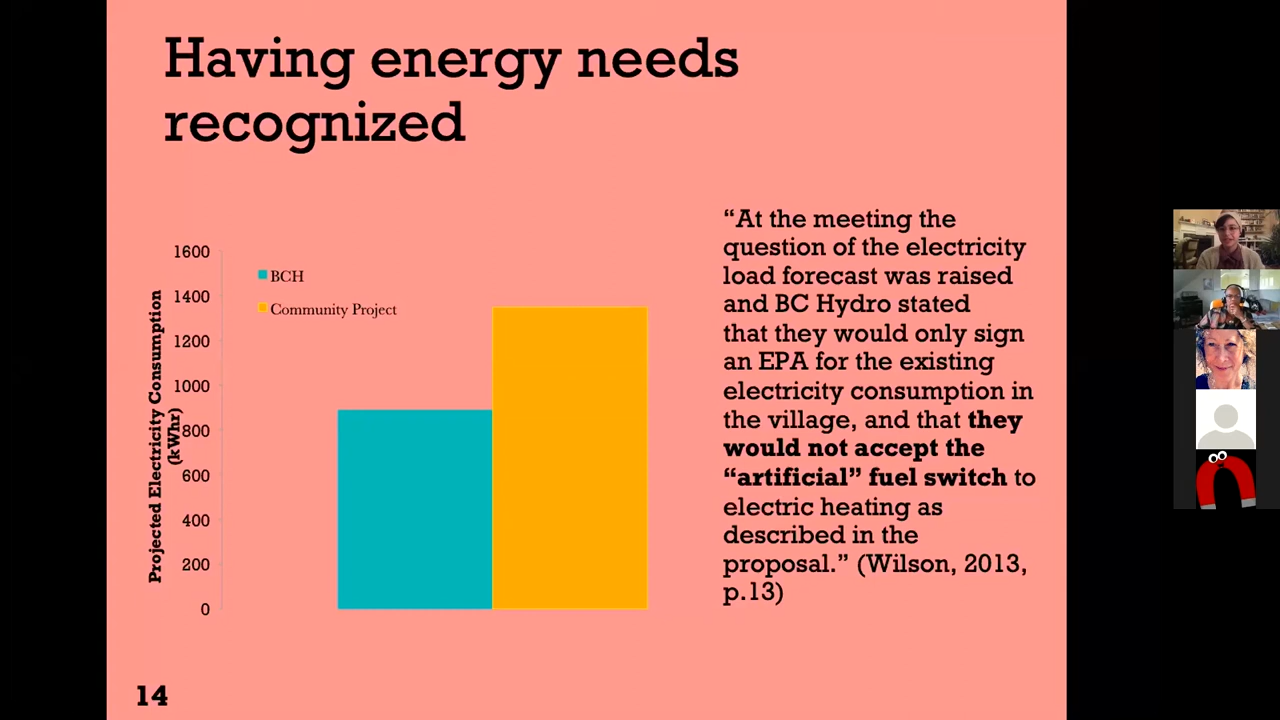 Having energy needs
recognized
1600
1400
1200
1000
800
600
400
200
0
Projected Electricity Consumption
(kWhr)
BCH
Community Project
“At the meeting the
question of the electricity
load forecast was raised
and BC Hydro stated
that they would only sign
an EPA for the existing
electricity consumption in
the village, and that they
would not accept the
“artificial” fuel switch to
electric heating as
described in the
proposal.” (Wilson, 2013,
p.13)
14